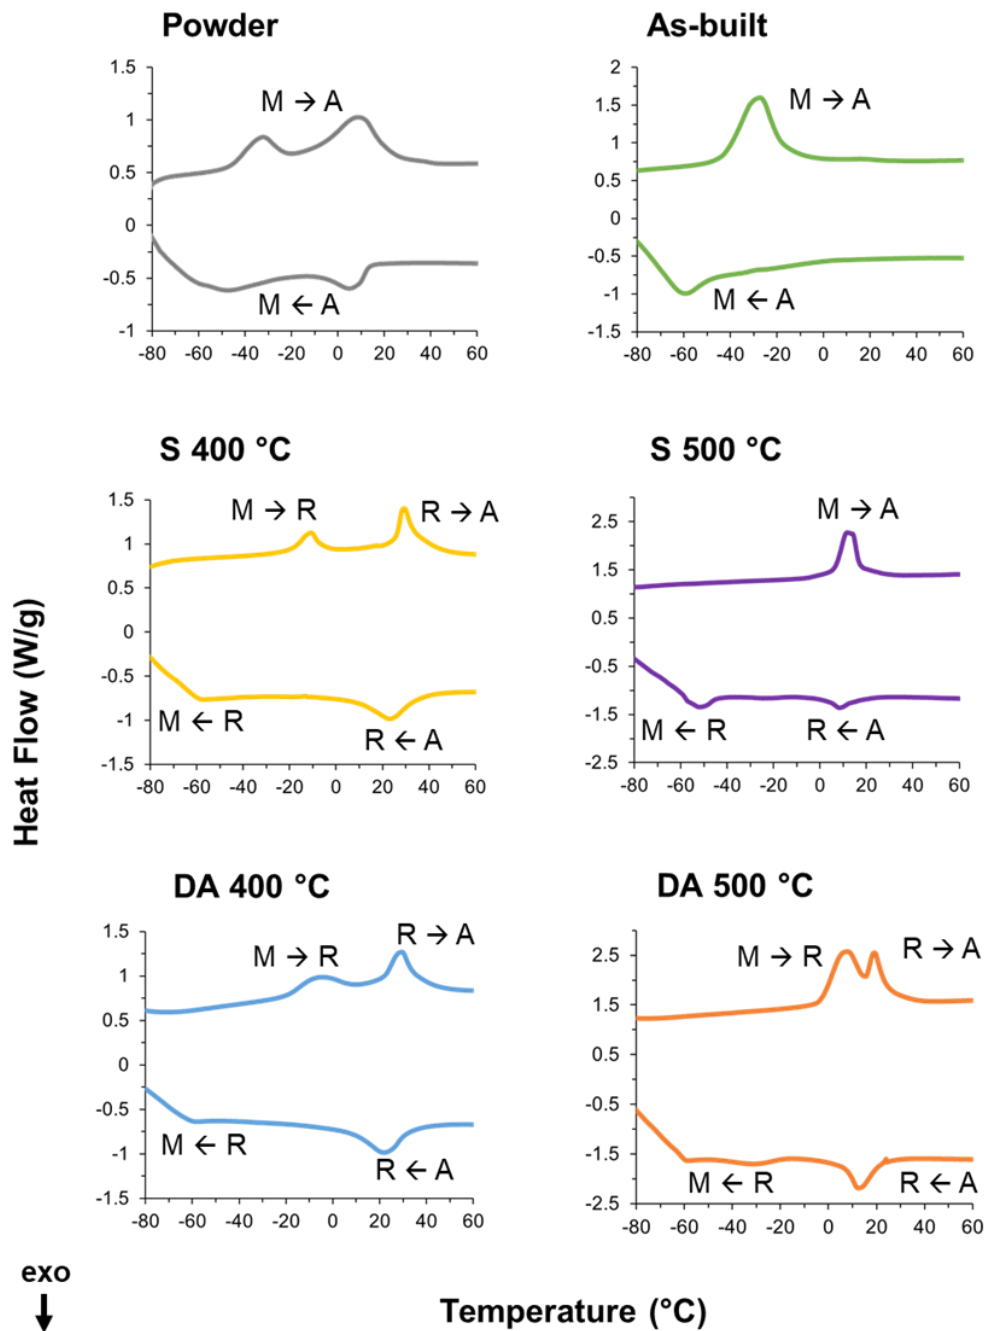 Powder
1.5
1
0.5
0
-0.5
-1
M → A
M ← A
-80 -60 -40 -20 0 20 40 60
As-built
2
1.5
1
0.5
0
-0.5
-1
-1.5
M → A
M ← A
-80 -60 -40 -20 0 20 40 60
S 400 °C
1.5
1
0.5
0
-0.5
-1
-1.5
M → R
R → A
M ← R
R ← A
-80 -60 -40 -20 0 20 40 60
S 500 °C
2.5
1.5
0.5
-0.5
-1.5
-2.5
M → A
M ← R
R ← A
-80 -60 -40 -20 0 20 40 60
Heat Flow (W/g)
DA 400 °C
1.5
1
0.5
0
-0.5
-1
-1.5
M → R
R → A
M ← R
R ← A
-80 -60 -40 -20 0 20 40 60
DA 500 °C
2.5
1.5
0.5
-0.5
-1.5
-2.5
M → R
R → A
M ← R
R ← A
-80 -60 -40 -20 0 20 40 60
exo
↓
Temperature (°C)